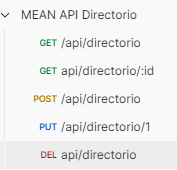 MEAN API Directorio
GET /api/directorio
GET api/directorio/:id
POST /api/directorio
PUT /api/directorio/1
DEL api/directorio